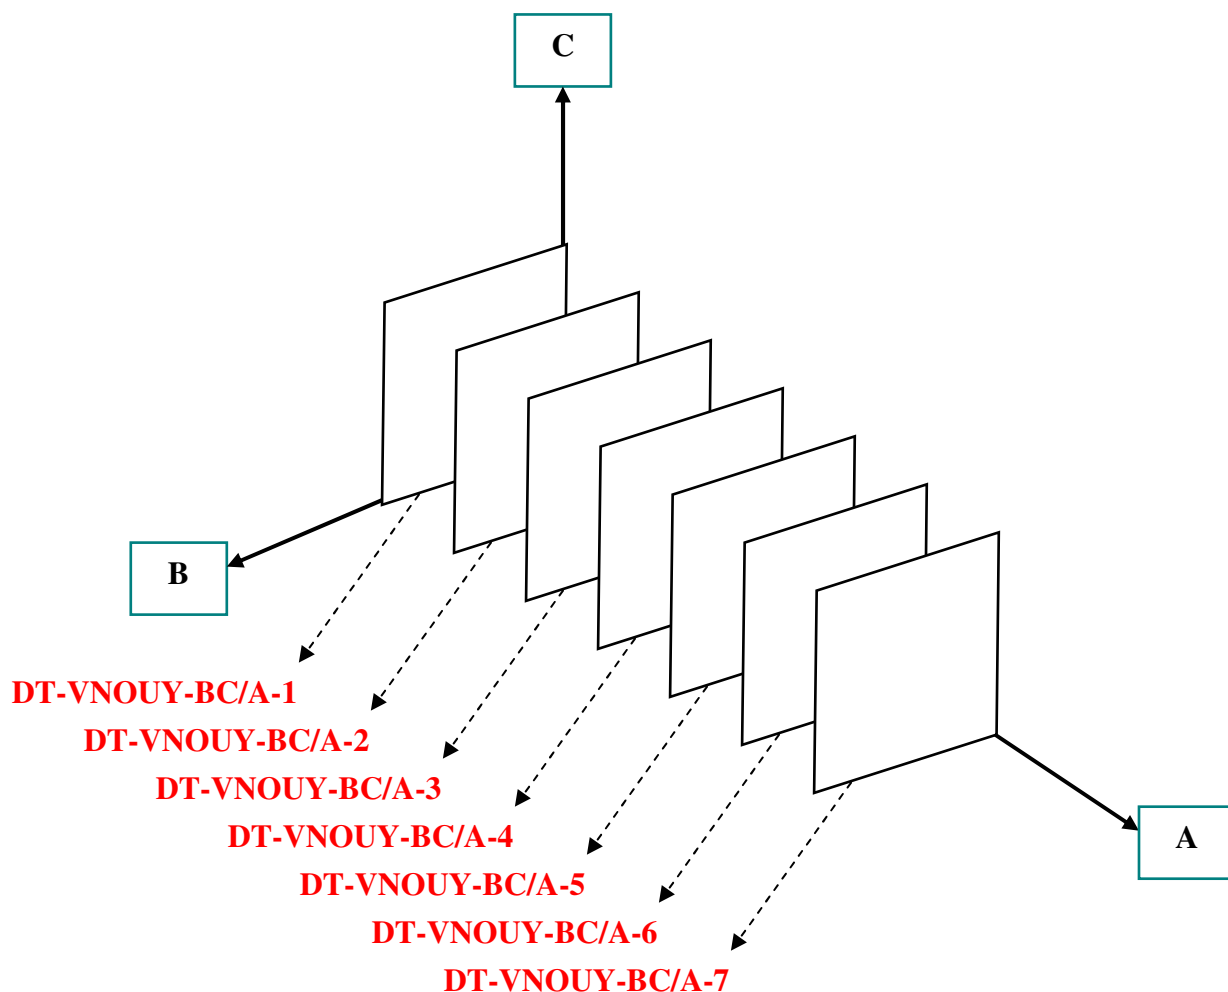 C
B
DT-VNOUY-BC/A-1
DT-VNOUY-BC/A-2
DT-VNOUY-BC/A-3
DT-VNOUY-BC/A-4
A
DT-VNOUY-BC/A-5
DT-VNOUY-BC/A-6
DT-VNOUY-BC/A-7